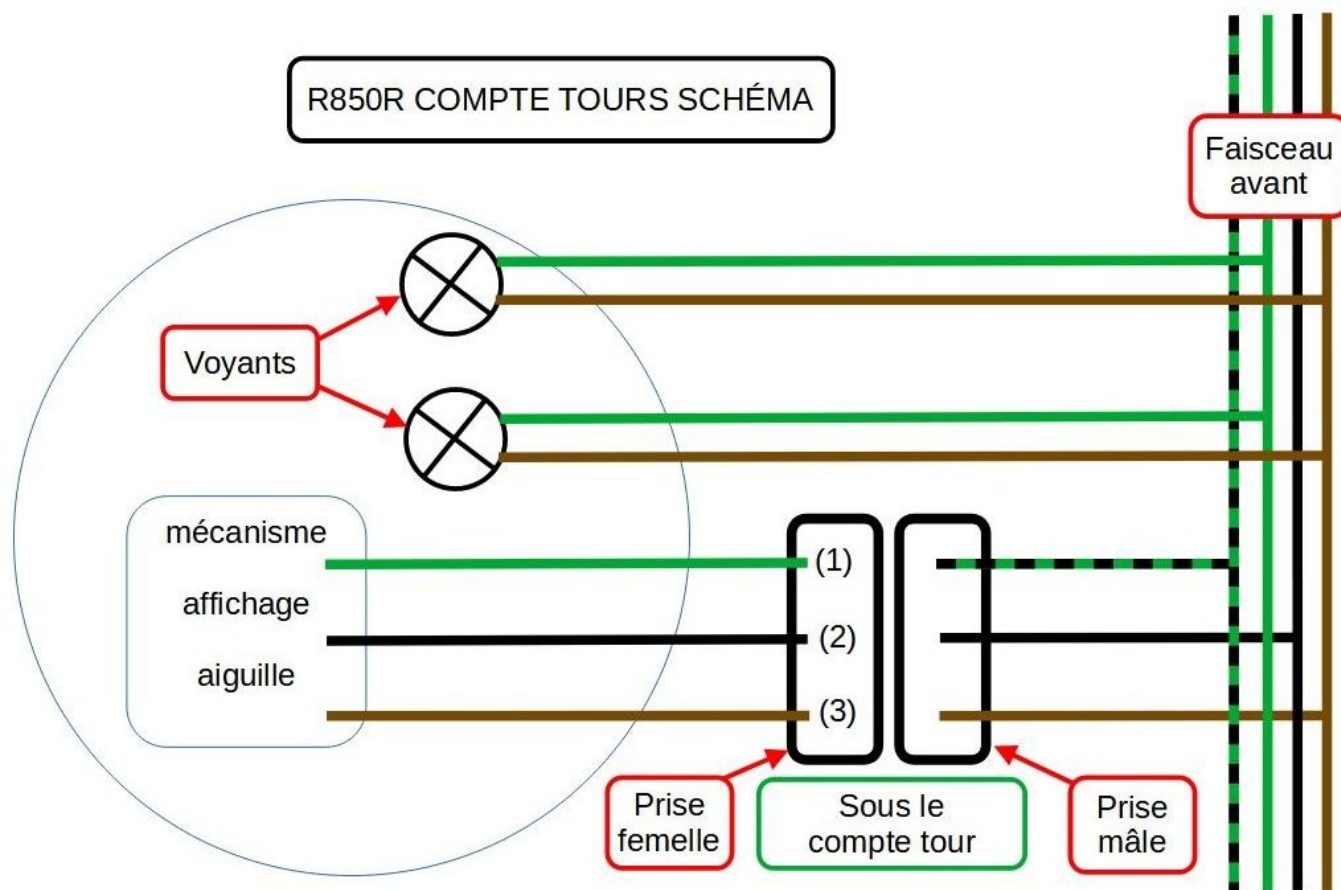 R850R COMPTE TOURS SCHÉMA
Faisceau
avant
Voyants
mécanisme
affichage
aiguille
(1)
(2)
(3)
Prise
femelle
Sous le
compte tour
Prise
mâle